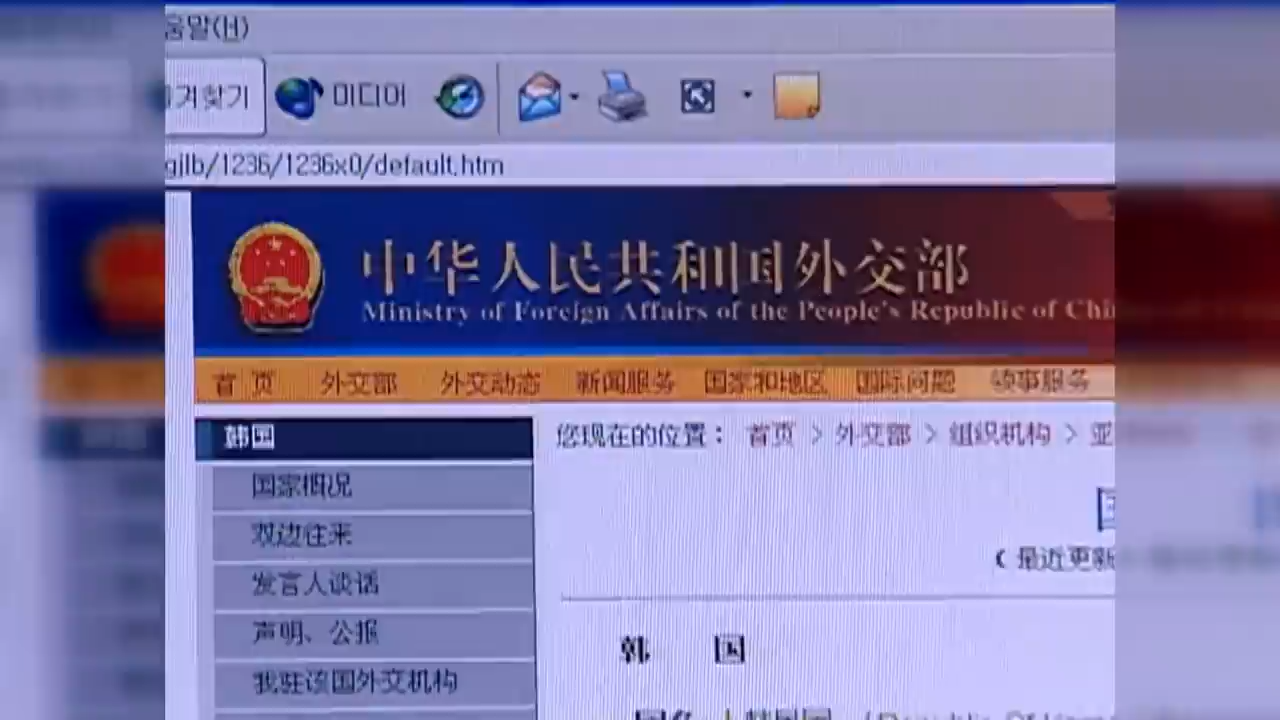 움말(H)
겨찾기 미디어
gjlb/1236/1236x0/default.htm
中华人民共和国外交部
Ministry of Foreign Affairs of the People's Republic of Chi
首 页 外交部 外交动态 新闻服务 国家和地区 国际问题 领事服务
韩国
您现在的位置： 首页 > 外交部 > 组织机构 > 亚
国家概况
双边往来
发言人谈话
声明、公报
我驻该国外交机构
( 最近更新
韩 国